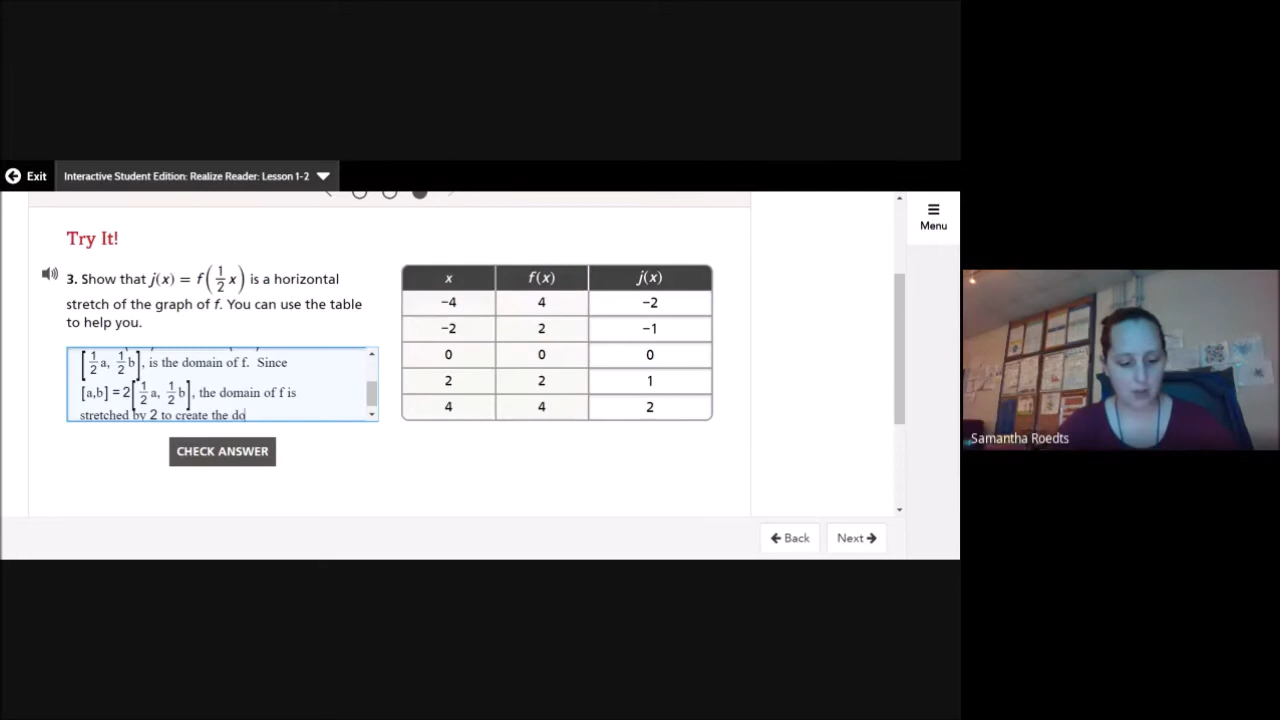 Exit
Interactive Student Edition: Realize Reader: Lesson 1-2
Menu
Try It!
3. Show that j(x) = f(1/2 x) is a horizontal
stretch of the graph of f. You can use the table
to help you.
[1/2 a, 1/2 b], is the domain of f. Since
[a,b] = 2[1/2 a, 1/2 b], the domain of f is
stretched by 2 to create the do
CHECK ANSWER
x f(x) j(x)
−4 4 −2
−2 2 −1
0 0 0
2 2 1
4 4 2
Back
Next
Samantha Roedts